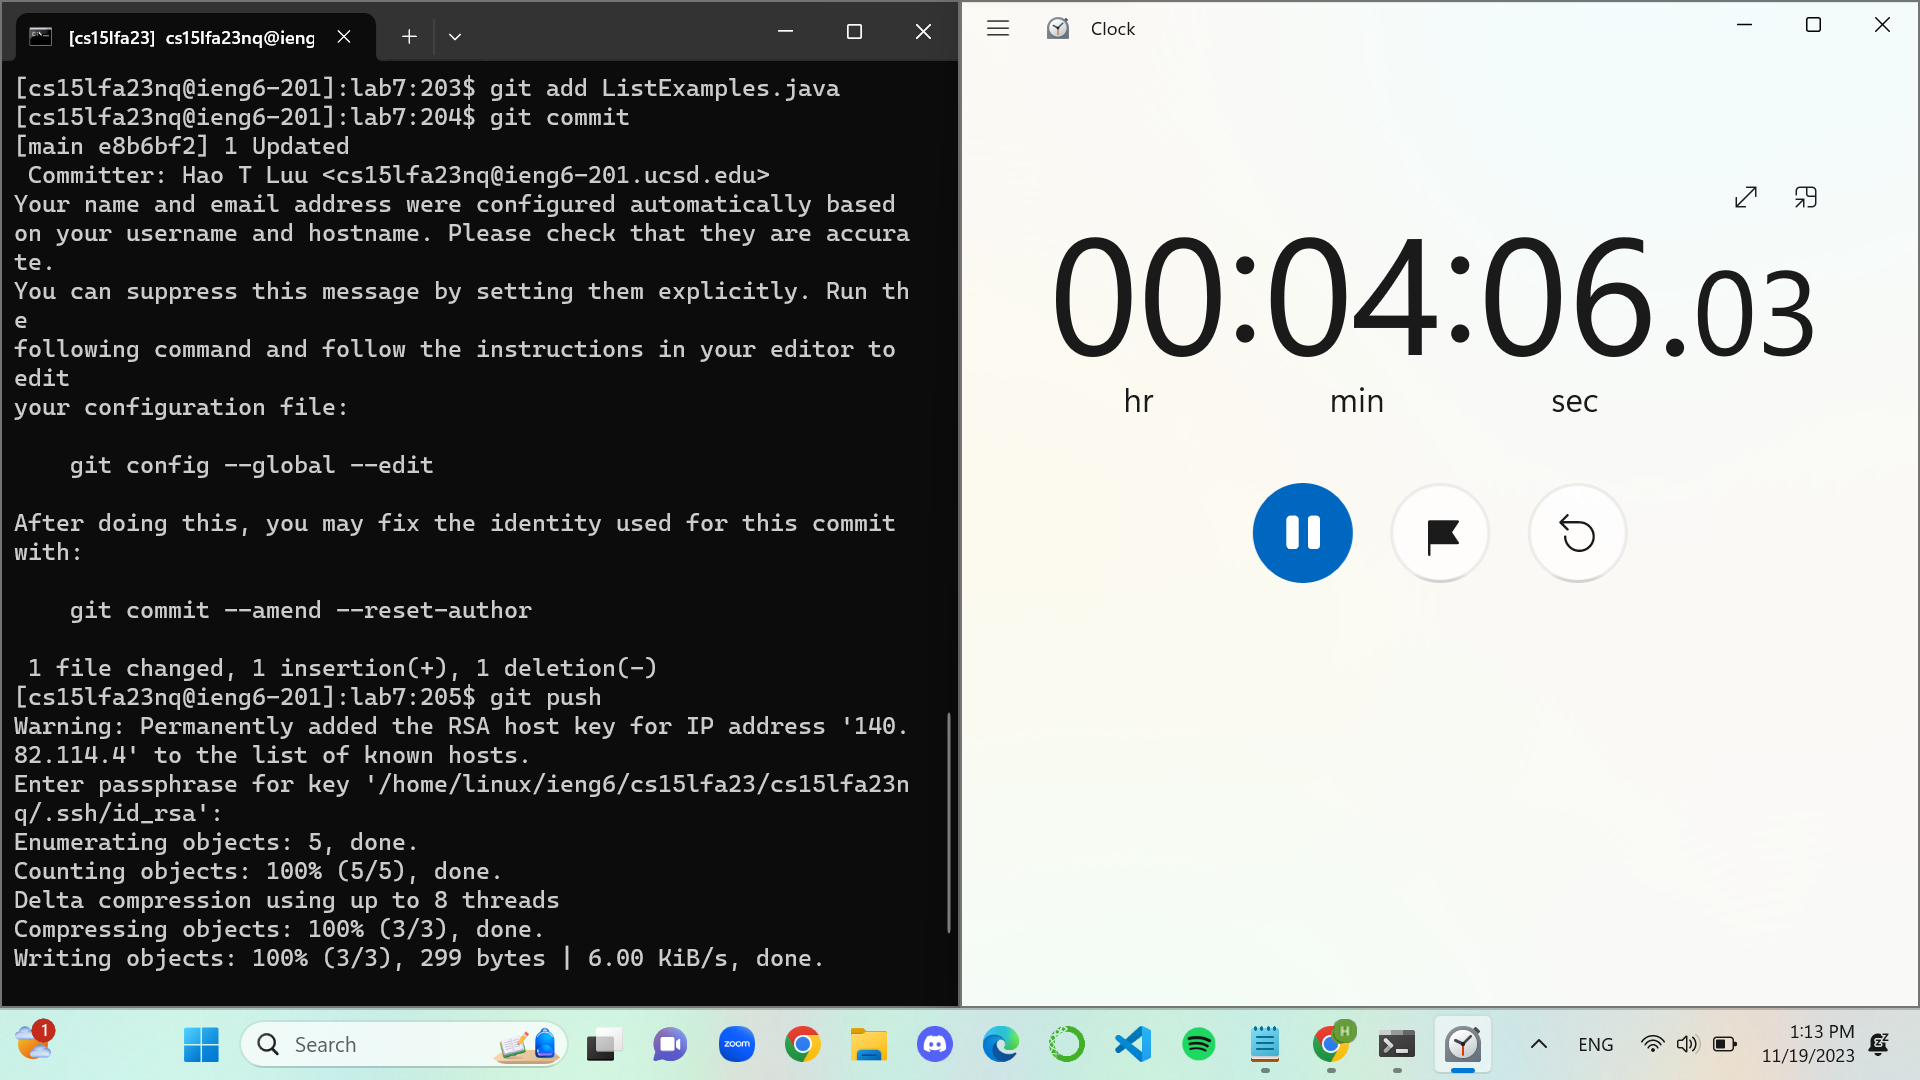 [cs15lfa23] cs15lfa23nq@ieng
[cs15lfa23nq@ieng6-201]:lab7:203$ git add ListExamples.java
[cs15lfa23nq@ieng6-201]:lab7:204$ git commit
[main e8b6bf2] 1 Updated
Committer: Hao T Luu <cs15lfa23nq@ieng6-201.ucsd.edu>
Your name and email address were configured automatically based
on your username and hostname. Please check that they are accura
te.
You can suppress this message by setting them explicitly. Run th
e
following command and follow the instructions in your editor to
edit
your configuration file:
git config --global --edit
After doing this, you may fix the identity used for this commit
with:
git commit --amend --reset-author
1 file changed, 1 insertion(+), 1 deletion(-)
[cs15lfa23nq@ieng6-201]:lab7:205$ git push
Warning: Permanently added the RSA host key for IP address '140.
82.114.4' to the list of known hosts.
Enter passphrase for key '/home/linux/ieng6/cs15lfa23/cs15lfa23n
q/.ssh/id_rsa':
Enumerating objects: 5, done.
Counting objects: 100% (5/5), done.
Delta compression using up to 8 threads
Compressing objects: 100% (3/3), done.
Writing objects: 100% (3/3), 299 bytes | 6.00 KiB/s, done.
Clock
00:04:06.03
hr min sec
1
Search
zoom
H
ENG
1:13 PM
11/19/2023